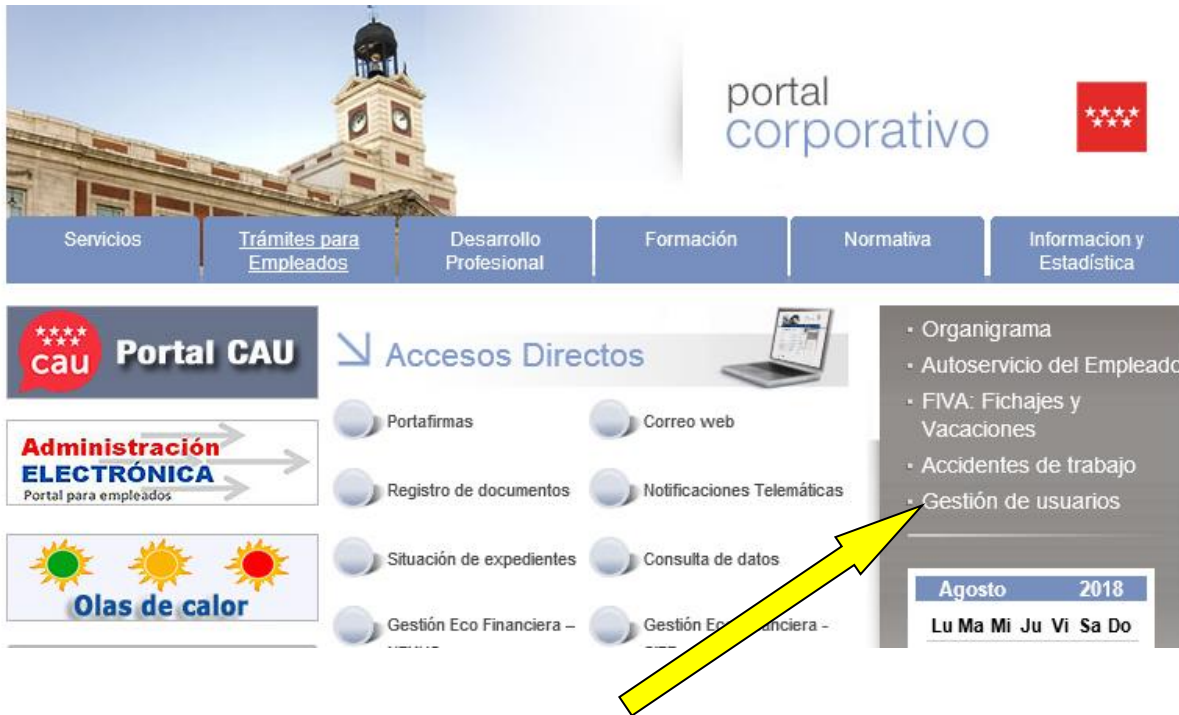 portal
corporativo
Servicios
Trámites para
Empleados
Desarrollo
Profesional
Formación
Normativa
Informacion y
Estadística
cau
Portal CAU
Administración
ELECTRÓNICA
Portal para empleados
Olas de calor
Accesos Directos
Portafirmas
Correo web
Registro de documentos
Notificaciones Telemáticas
Situación de expedientes
Consulta de datos
Gestión Eco Financiera –
Gestión Eco Financiera -
Organigrama
Autoservicio del Empleado
FIVA: Fichajes y
Vacaciones
Accidentes de trabajo
Gestión de usuarios
Agosto 2018
Lu Ma Mi Ju Vi Sa Do